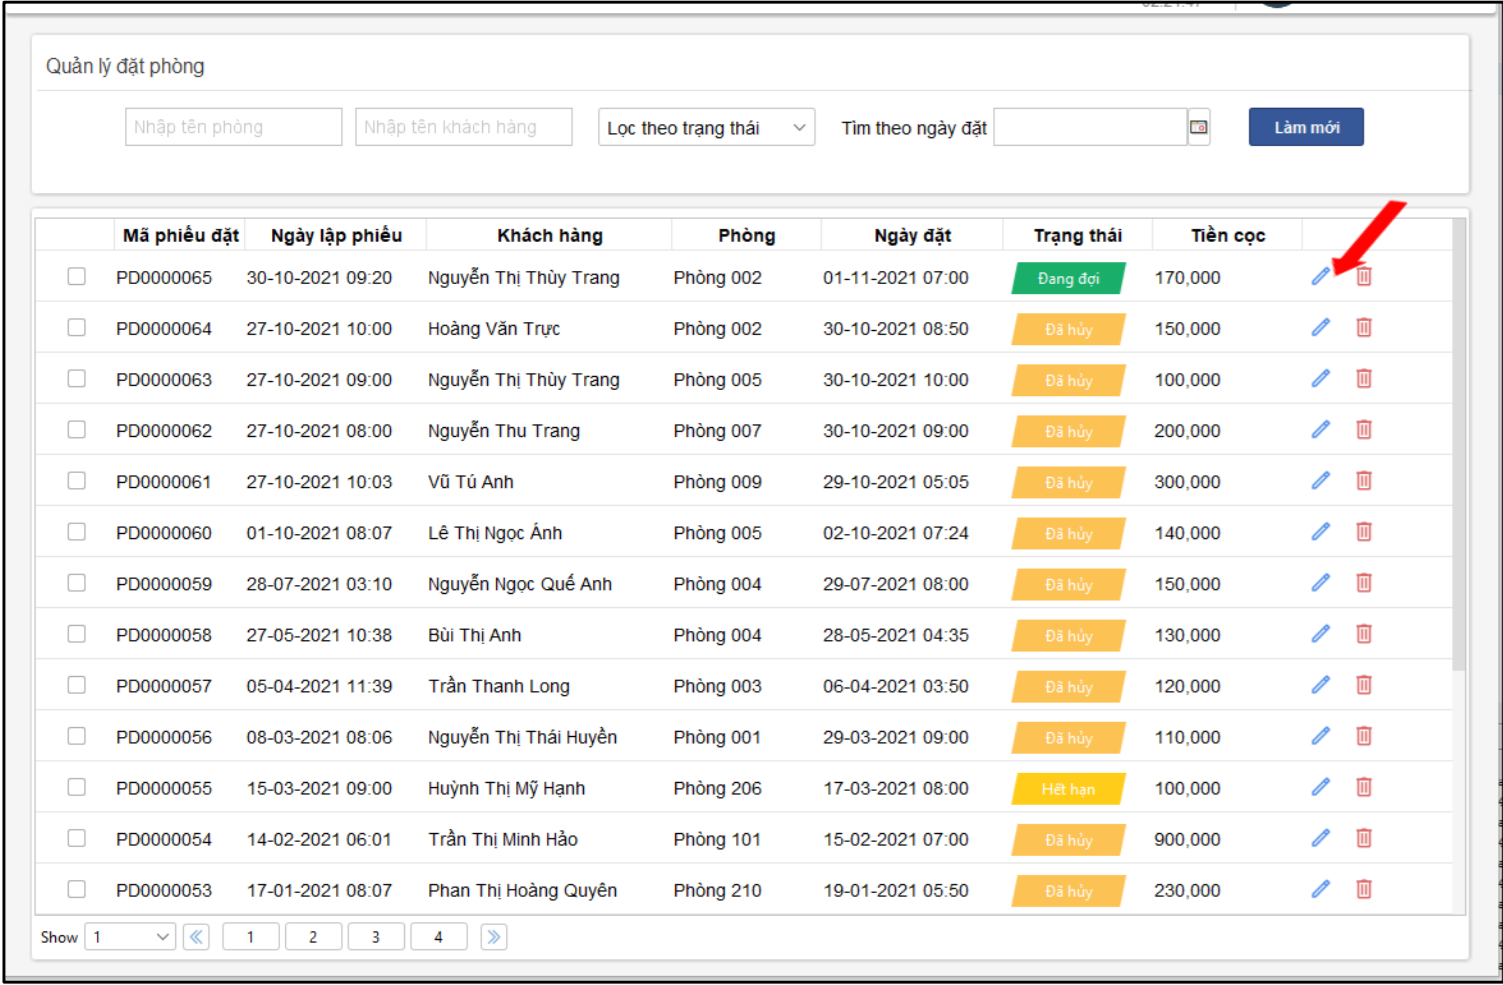 Quản lý đặt phòng
Nhập tên phòng Nhập tên khách hàng Lọc theo trạng thái Tìm theo ngày đặt Làm mới
Mã phiếu đặt Ngày lập phiếu Khách hàng Phòng Ngày đặt Trạng thái Tiền cọc
PD0000065 30-10-2021 09:20 Nguyễn Thị Thùy Trang Phòng 002 01-11-2021 07:00 Đang đợi 170,000
PD0000064 27-10-2021 10:00 Hoàng Văn Trực Phòng 002 30-10-2021 08:50 Đã hủy 150,000
PD0000063 27-10-2021 09:00 Nguyễn Thị Thùy Trang Phòng 005 30-10-2021 10:00 Đã hủy 100,000
PD0000062 27-10-2021 08:00 Nguyễn Thu Trang Phòng 007 30-10-2021 09:00 Đã hủy 200,000
PD0000061 27-10-2021 10:03 Vũ Tú Anh Phòng 009 29-10-2021 05:05 Đã hủy 300,000
PD0000060 01-10-2021 08:07 Lê Thị Ngọc Ánh Phòng 005 02-10-2021 07:24 Đã hủy 140,000
PD0000059 28-07-2021 03:10 Nguyễn Ngọc Quế Anh Phòng 004 29-07-2021 08:00 Đã hủy 150,000
PD0000058 27-05-2021 10:38 Bùi Thị Anh Phòng 004 28-05-2021 04:35 Đã hủy 130,000
PD0000057 05-04-2021 11:39 Trần Thanh Long Phòng 003 06-04-2021 03:50 Đã hủy 120,000
PD0000056 08-03-2021 08:06 Nguyễn Thị Thái Huyền Phòng 001 29-03-2021 09:00 Đã hủy 110,000
PD0000055 15-03-2021 09:00 Huỳnh Thị Mỹ Hạnh Phòng 206 17-03-2021 08:00 Hết hạn 100,000
PD0000054 14-02-2021 06:01 Trần Thị Minh Hảo Phòng 101 15-02-2021 07:00 Đã hủy 900,000
PD0000053 17-01-2021 08:07 Phan Thị Hoàng Quyên Phòng 210 19-01-2021 05:50 Đã hủy 230,000
Show 1 1 2 3 4